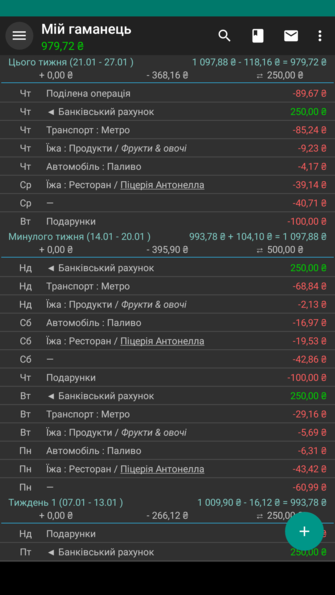 Мій гаманець
979,72 ₴
Цього тижня (21.01 - 27.01 ) 1 097,88 ₴ - 118,16 ₴ = 979,72 ₴
+ 0,00 ₴ - 368,16 ₴ ⇄ 250,00 ₴
Чт Поділена операція -89,67 ₴
Чт ◄ Банківський рахунок 250,00 ₴
Чт Транспорт : Метро -85,24 ₴
Чт Їжа : Продукти / Фрукти & овочі -9,23 ₴
Чт Автомобіль : Паливо -4,17 ₴
Ср Їжа : Ресторан / Піцерія Антонелла -39,14 ₴
Ср — -40,71 ₴
Вт Подарунки -100,00 ₴
Минулого тижня (14.01 - 20.01 ) 993,78 ₴ + 104,10 ₴ = 1 097,88 ₴
+ 0,00 ₴ - 395,90 ₴ ⇄ 500,00 ₴
Нд ◄ Банківський рахунок 250,00 ₴
Нд Транспорт : Метро -68,84 ₴
Нд Їжа : Продукти / Фрукти & овочі -2,13 ₴
Сб Автомобіль : Паливо -16,97 ₴
Сб Їжа : Ресторан / Піцерія Антонелла -19,53 ₴
Сб — -42,86 ₴
Чт Подарунки -100,00 ₴
Вт ◄ Банківський рахунок 250,00 ₴
Вт Транспорт : Метро -29,16 ₴
Вт Їжа : Продукти / Фрукти & овочі -5,69 ₴
Пн Автомобіль : Паливо -6,31 ₴
Пн Їжа : Ресторан / Піцерія Антонелла -43,42 ₴
Пн — -60,99 ₴
Тиждень 1 (07.01 - 13.01 ) 1 009,90 ₴ - 16,12 ₴ = 993,78 ₴
+ 0,00 ₴ - 266,12 ₴ ⇄ 250,00 ₴
Нд Подарунки ₴
Пт ◄ Банківський рахунок 250,00 ₴